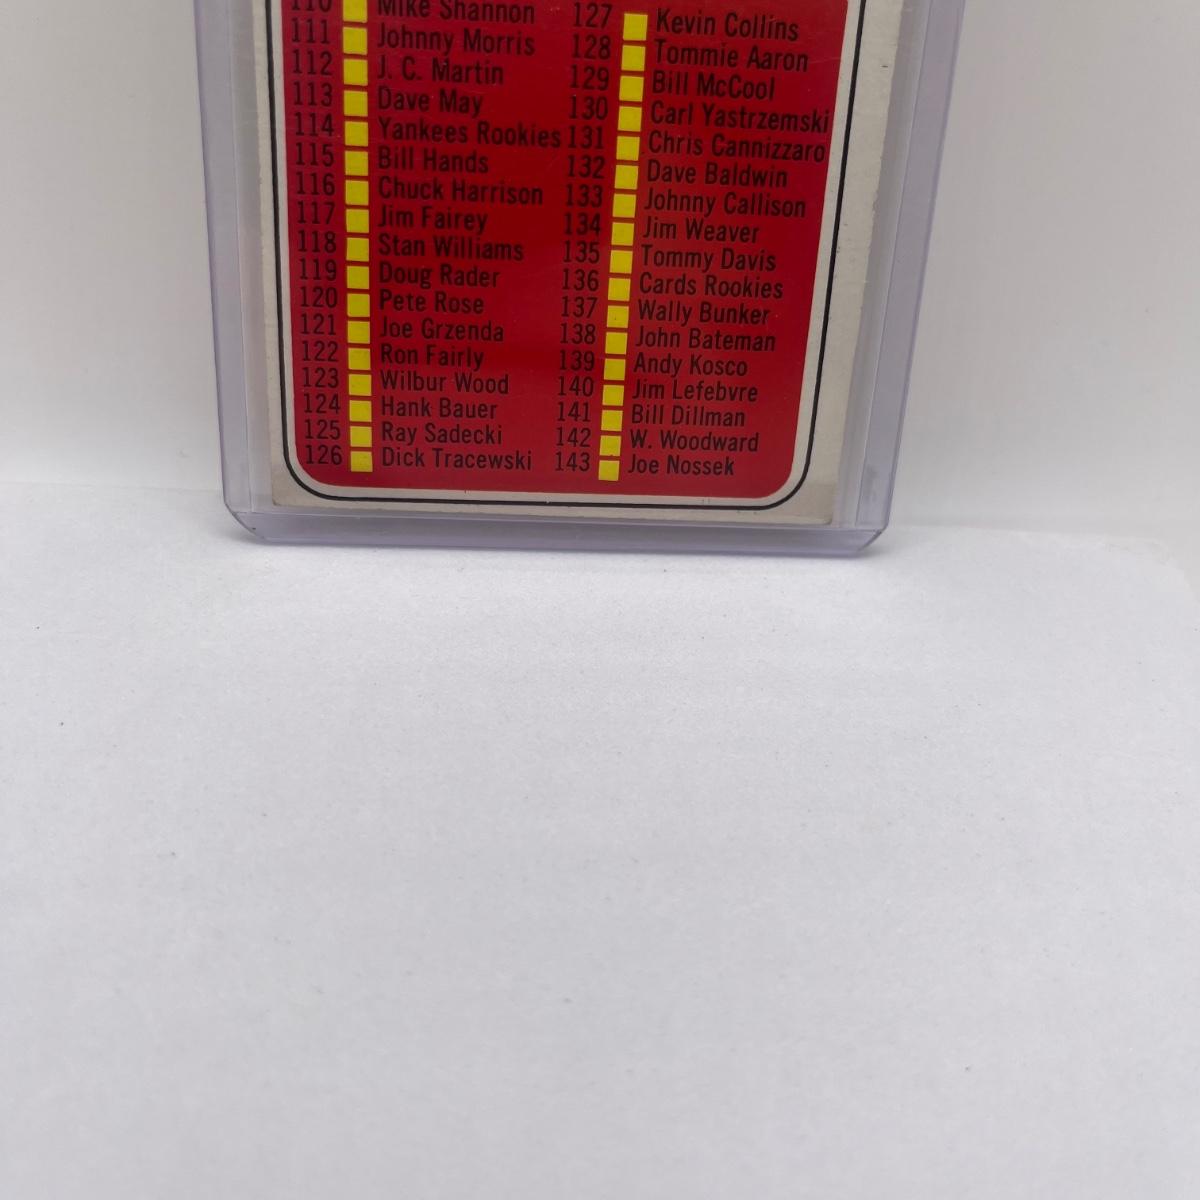 110 Mike Shannon
111 Johnny Morris
112 J. C. Martin
113 Dave May
114 Yankees Rookies
115 Bill Hands
116 Chuck Harrison
117 Jim Fairey
118 Stan Williams
119 Doug Rader
120 Pete Rose
121 Joe Grzenda
122 Ron Fairly
123 Wilbur Wood
124 Hank Bauer
125 Ray Sadecki
126 Dick Tracewski
127 Kevin Collins
128 Tommie Aaron
129 Bill McCool
130 Carl Yastrzemski
131 Chris Cannizzaro
132 Dave Baldwin
133 Johnny Callison
134 Jim Weaver
135 Tommy Davis
136 Cards Rookies
137 Wally Bunker
138 John Bateman
139 Andy Kosco
140 Jim Lefebvre
141 Bill Dillman
142 W. Woodward
143 Joe Nossek